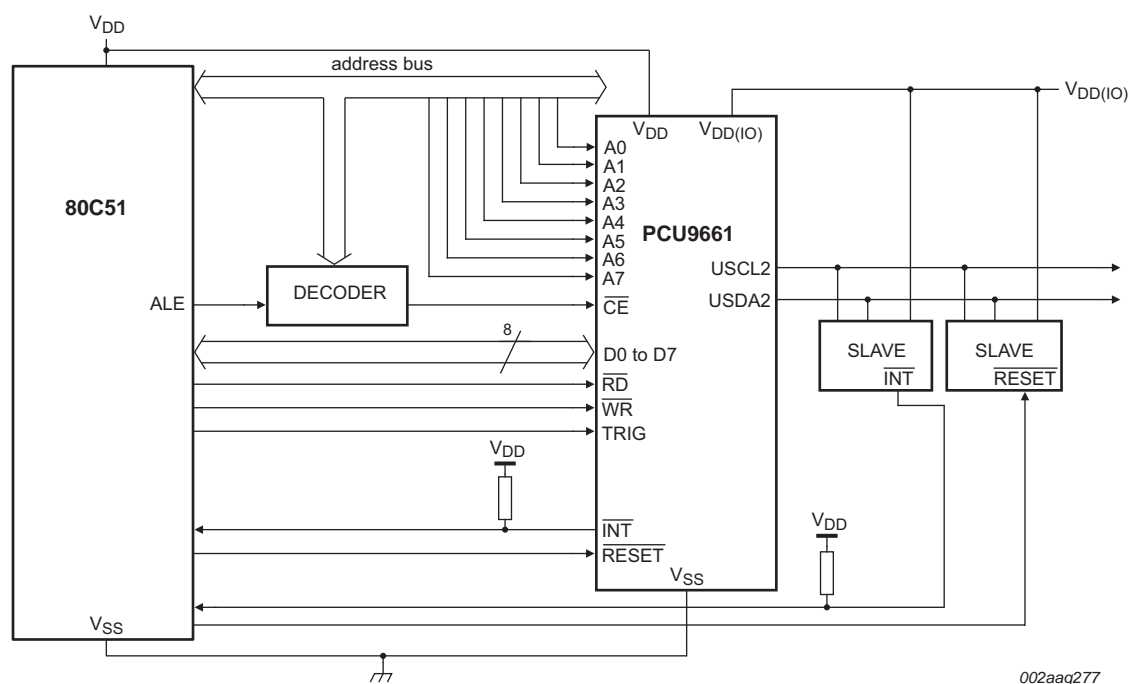 VDD
address bus
VDD(IO)
VDD
VDD(IO)
A0
A1
A2
A3
A4
A5
A6
A7
80C51
PCU9661
USCL2
USDA2
ALE
DECODER
CE
SLAVE
INT
SLAVE
RESET
8
D0 to D7
RD
WR
TRIG
VDD
INT
VDD
RESET
VSS
VSS
002aag277